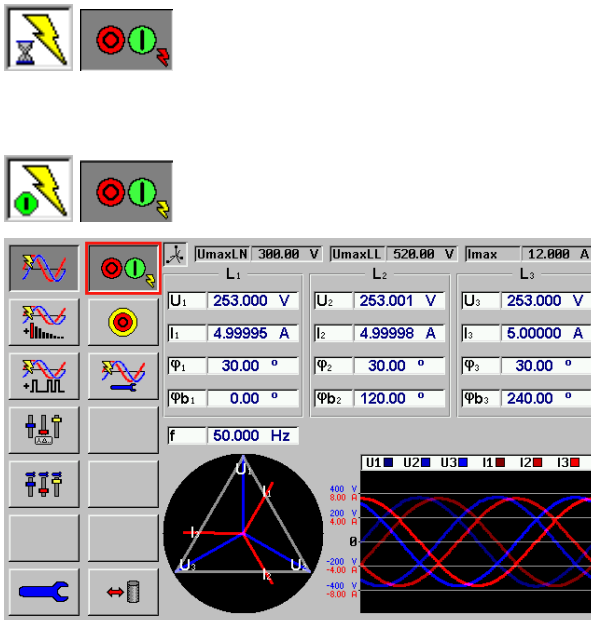 UmaxLN 300.00 V UmaxLL 520.00 V Imax 12.000 A
L1 L2 L3
U1 253.000 V U2 253.001 V U3 253.000 V
I1 4.99995 A I2 4.99998 A I3 5.00000 A
φ1 30.00 º φ2 30.00 º φ3 30.00 º
φb1 0.00 º φb2 120.00 º φb3 240.00 º
f 50.000 Hz
U1 U2 U3 I1 I2 I3
U1
I1
I3
U3 U2
I2
400 V
8.00 A
200 V
4.00 A
0
-200 V
-4.00 A
-400 V
-8.00 A